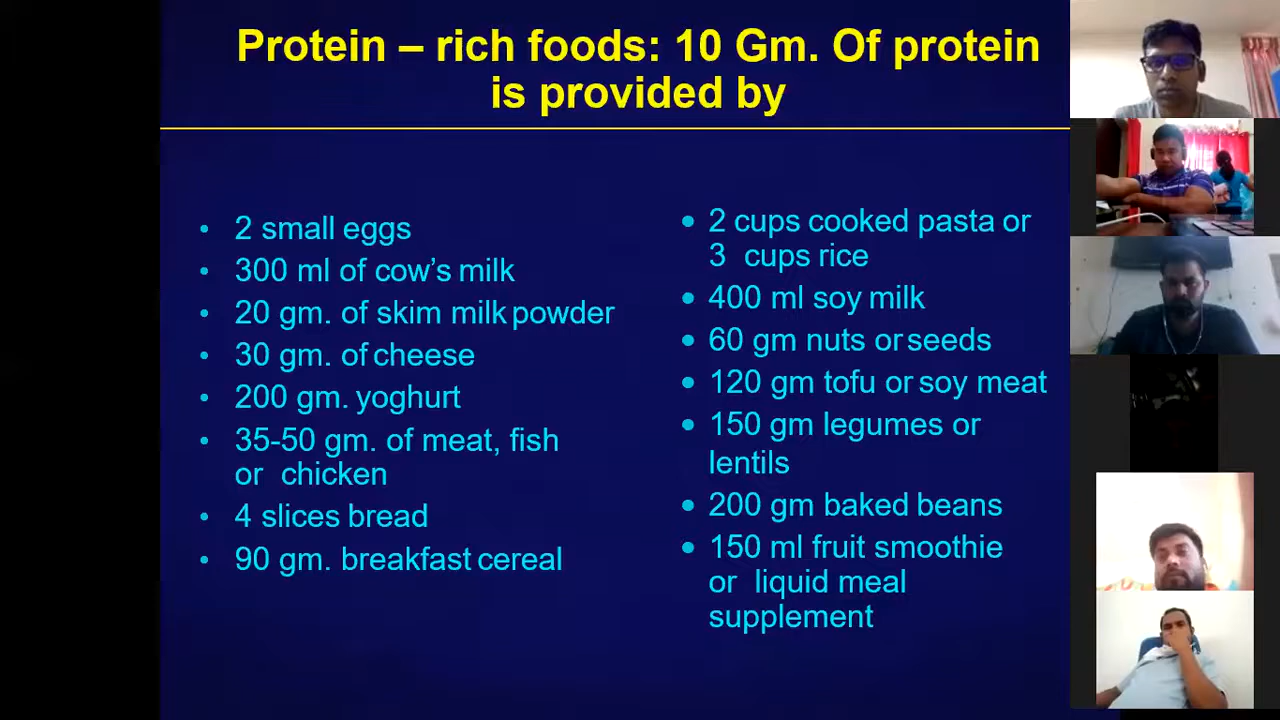 Protein – rich foods: 10 Gm. Of protein
is provided by
• 2 small eggs
• 300 ml of cow's milk
• 20 gm. of skim milk powder
• 30 gm. of cheese
• 200 gm. yoghurt
• 35-50 gm. of meat, fish
or chicken
• 4 slices bread
• 90 gm. breakfast cereal
• 2 cups cooked pasta or
3 cups rice
• 400 ml soy milk
• 60 gm nuts or seeds
• 120 gm tofu or soy meat
• 150 gm legumes or
lentils
• 200 gm baked beans
• 150 ml fruit smoothie
or liquid meal
supplement